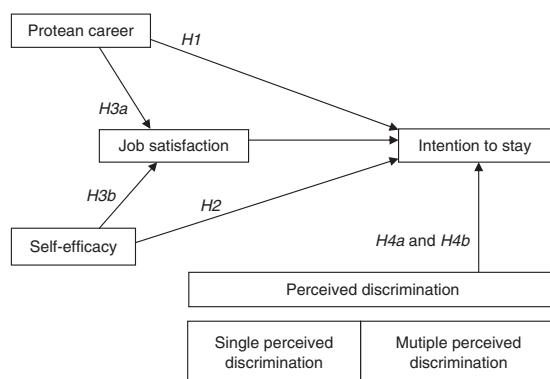 Protean career
H1
H3a
Job satisfaction
Intention to stay
H3b
H2
Self-efficacy
H4a and H4b
Perceived discrimination
Single perceived
discrimination
Mutiple perceived
discrimination